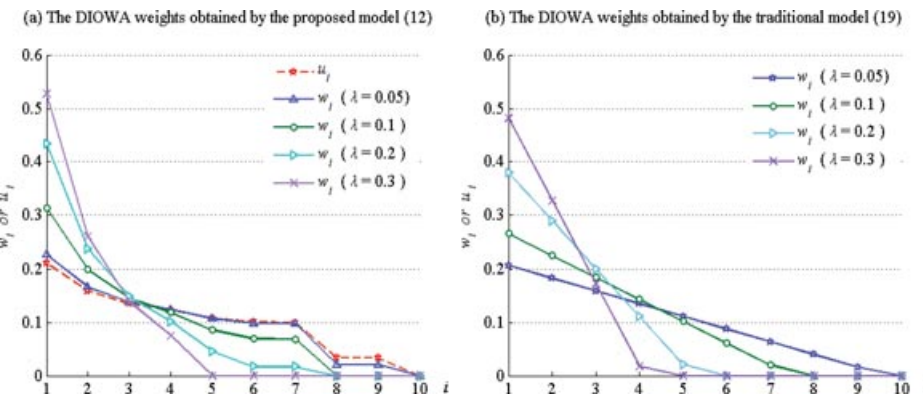 (a) The DIOWA weights obtained by the proposed model (12)
0.6
0.5
0.4
0.3
0.2
0.1
0
w_i or u_i
u_i
w_i ( λ = 0.05)
w_i ( λ = 0.1 )
w_i ( λ = 0.2 )
w_i ( λ = 0.3 )
1 2 3 4 5 6 7 8 9 10 i
(b) The DIOWA weights obtained by the traditional model (19)
0.6
0.5
0.4
0.3
0.2
0.1
0
w_i or u_i
w_i ( λ = 0.05)
w_i ( λ = 0.1 )
w_i ( λ = 0.2 )
w_i ( λ = 0.3 )
1 2 3 4 5 6 7 8 9 10